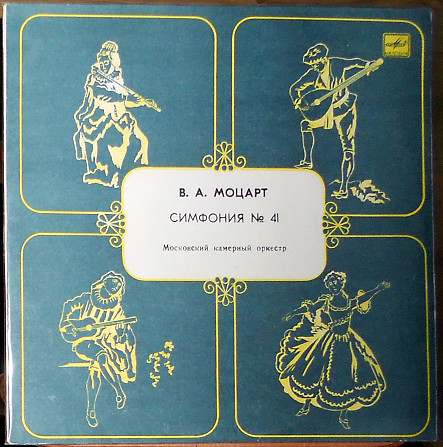 В. А. МОЦАРТ
СИМФОНИЯ № 41
Московский камерный оркестр